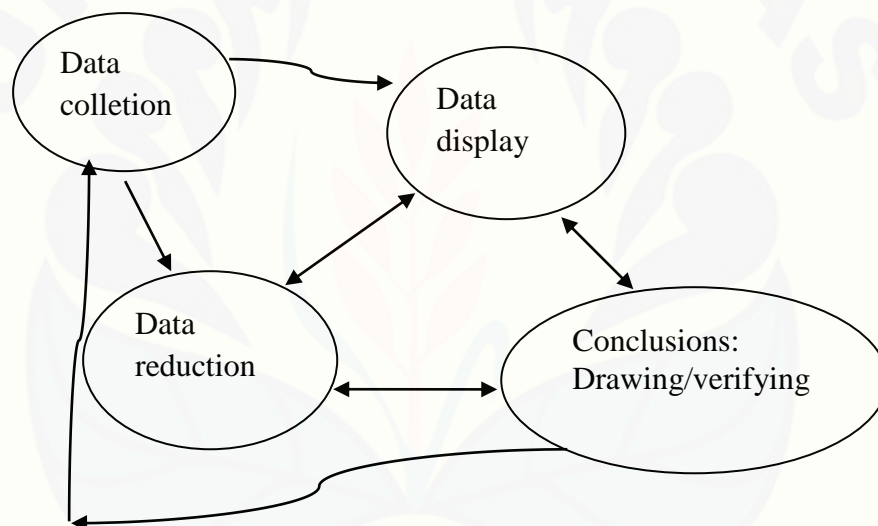 Data
colletion
Data
display
Data
reduction
Conclusions:
Drawing/verifying